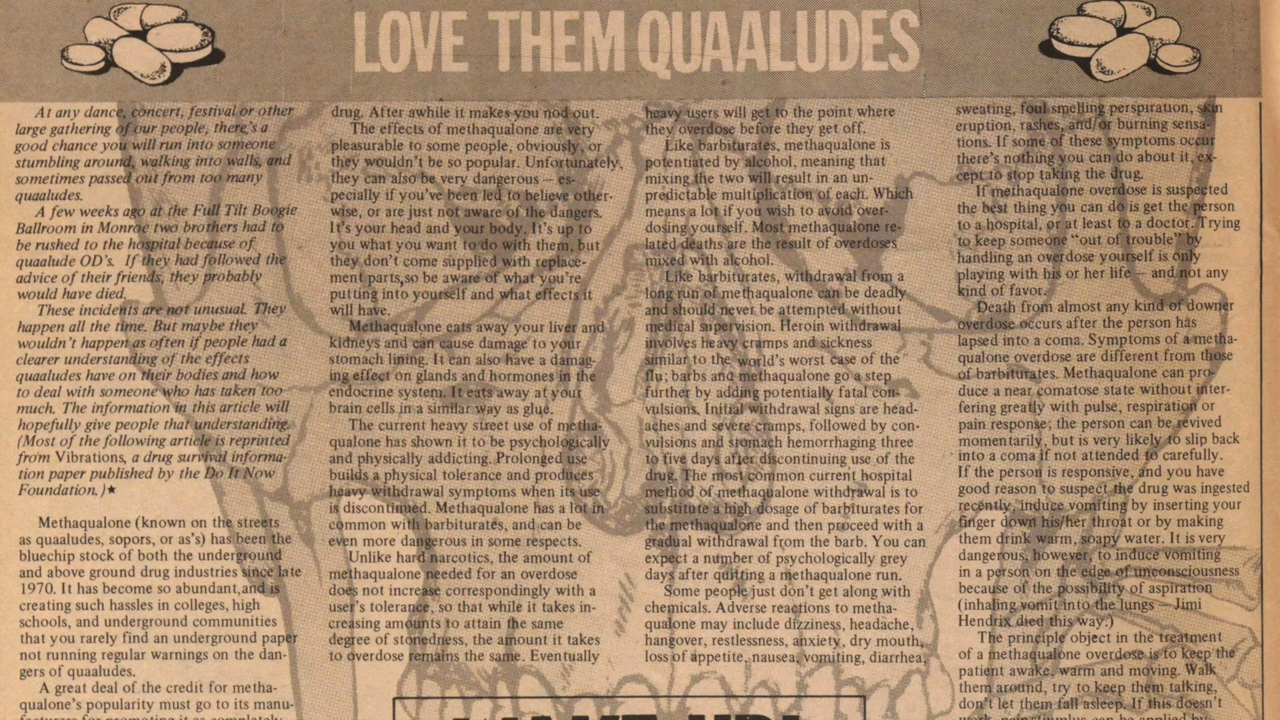 LOVE THEM QUAALUDES
At any dance, concert, festival or other
large gathering of our people, there's a
good chance you will run into someone
stumbling around, walking into walls, and
sometimes passed out from too many
quaaludes.
A few weeks ago at the Full Tilt Boogie
Ballroom in Monroe two brothers had to
be rushed to the hospital because of
quaalude OD's. If they had followed the
advice of their friends, they probably
would have died.
These incidents are not unusual. They
happen all the time. But maybe they
wouldn't happen as often if people had a
clearer understanding of the effects
quaaludes have on their bodies and how
to deal with someone who has taken too
much. The information in this article will
hopefully give people that understanding.
(Most of the following article is reprinted
from Vibrations, a drug survival informa-
tion paper published by the Do It Now
Foundation.)★
Methaqualone (known on the streets
as quaaludes, sopors, or as's) has been the
bluechip stock of both the underground
and above ground drug industries since late
1970. It has become so abundant,and is
creating such hassles in colleges, high
schools, and underground communities
that you rarely find an underground paper
not running regular warnings on the dan-
gers of quaaludes.
A great deal of the credit for metha-
qualone's popularity must go to its manu-
facturers for promoting it as completely
drug. After awhile it makes you nod out.
The effects of methaqualone are very
pleasurable to some people, obviously, or
they wouldn't be so popular. Unfortunately,
they can also be very dangerous — es-
pecially if you've been led to believe other-
wise, or are just not aware of the dangers.
It's your head and your body. It's up to
you what you want to do with them, but
they don't come supplied with replace-
ment parts,so be aware of what you're
putting into yourself and what effects it
will have.
Methaqualone eats away your liver and
kidneys and can cause damage to your
stomach lining. It can also have a damag-
ing effect on glands and hormones in the
endocrine system. It eats away at your
brain cells in a similar way as glue.
The current heavy street use of metha-
qualone has shown it to be psychologically
and physically addicting. Prolonged use
builds a physical tolerance and produces
heavy withdrawal symptoms when its use
is discontinued. Methaqualone has a lot in
common with barbiturates, and can be
even more dangerous in some respects.
Unlike hard narcotics, the amount of
methaqualone needed for an overdose
does not increase correspondingly with a
user's tolerance, so that while it takes in-
creasing amounts to attain the same
degree of stonedness, the amount it takes
to overdose remains the same. Eventually
heavy users will get to the point where
they overdose before they get off.
Like barbiturates, methaqualone is
potentiated by alcohol, meaning that
mixing the two will result in an un-
predictable multiplication of each. Which
means a lot if you wish to avoid over-
dosing yourself. Most methaqualone re-
lated deaths are the result of overdoses
mixed with alcohol.
Like barbiturates, withdrawal from a
long run of methaqualone can be deadly
and should never be attempted without
medical supervision. Heroin withdrawal
involves heavy cramps and sickness
similar to the world's worst case of the
flu; barbs and methaqualone go a step
further by adding potentially fatal con-
vulsions. Initial withdrawal signs are head-
aches and severe cramps, followed by con-
vulsions and stomach hemorrhaging three
to five days after discontinuing use of the
drug. The most common current hospital
method of methaqualone withdrawal is to
substitute a high dosage of barbiturates for
the methaqualone and then proceed with a
gradual withdrawal from the barb. You can
expect a number of psychologically grey
days after quitting a methaqualone run.
Some people just don't get along with
chemicals. Adverse reactions to metha-
qualone may include dizziness, headache,
hangover, restlessness, anxiety, dry mouth,
loss of appetite, nausea, vomiting, diarrhea,
sweating, foul smelling perspiration, skin
eruption, rashes, and/or burning sensa-
tions. If some of these symptoms occur
there's nothing you can do about it, ex-
cept to stop taking the drug.
If methaqualone overdose is suspected
the best thing you can do is get the person
to a hospital, or at least to a doctor. Trying
to keep someone "out of trouble" by
handling an overdose yourself is only
playing with his or her life — and not any
kind of favor.
Death from almost any kind of downer
overdose occurs after the person has
lapsed into a coma. Symptoms of a metha-
qualone overdose are different from those
of barbiturates. Methaqualone can pro-
duce a near comatose state without inter-
fering greatly with pulse, respiration or
pain response; the person can be revived
momentarily, but is very likely to slip back
into a coma if not attended to carefully.
If the person is responsive, and you have
good reason to suspect the drug was ingested
recently, induce vomiting by inserting your
finger down his/her throat or by making
them drink warm, soapy water. It is very
dangerous, however, to induce vomiting
in a person on the edge of unconsciousness
because of the possibility of aspiration
(inhaling vomit into the lungs — Jimi
Hendrix died this way.)
The principle object in the treatment
of a methaqualone overdose is to keep the
patient awake, warm and moving. Walk
them around, try to keep them talking,
don't let them fall asleep. If this doesn't